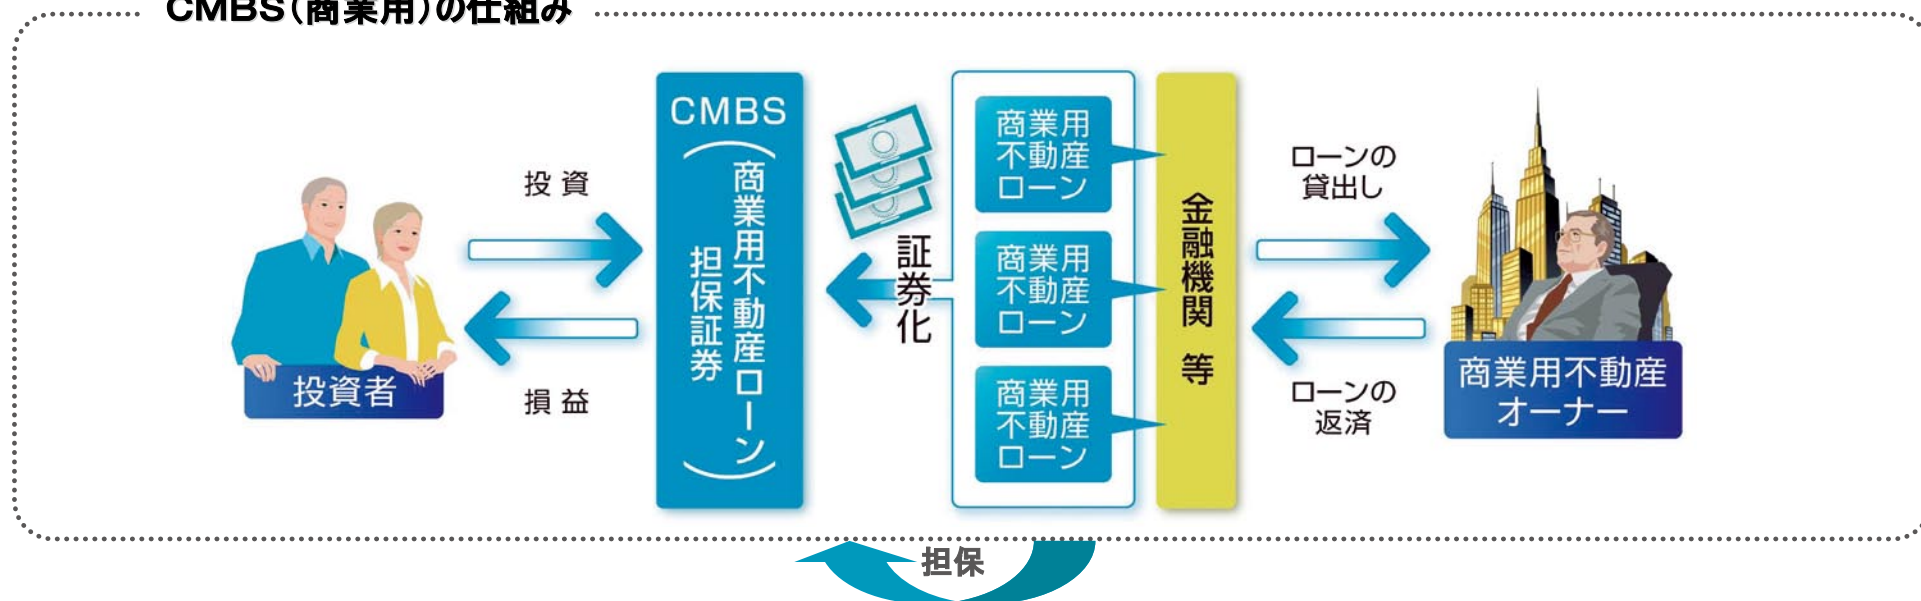 CMBS(商業用)の仕組み
投資者
投資
損益
CMBS
(商業用不動産ローン
担保証券)
証券化
商業用
不動産
ローン
商業用
不動産
ローン
商業用
不動産
ローン
金融機関 等
ローンの
貸出し
ローンの
返済
商業用不動産
オーナー
担保